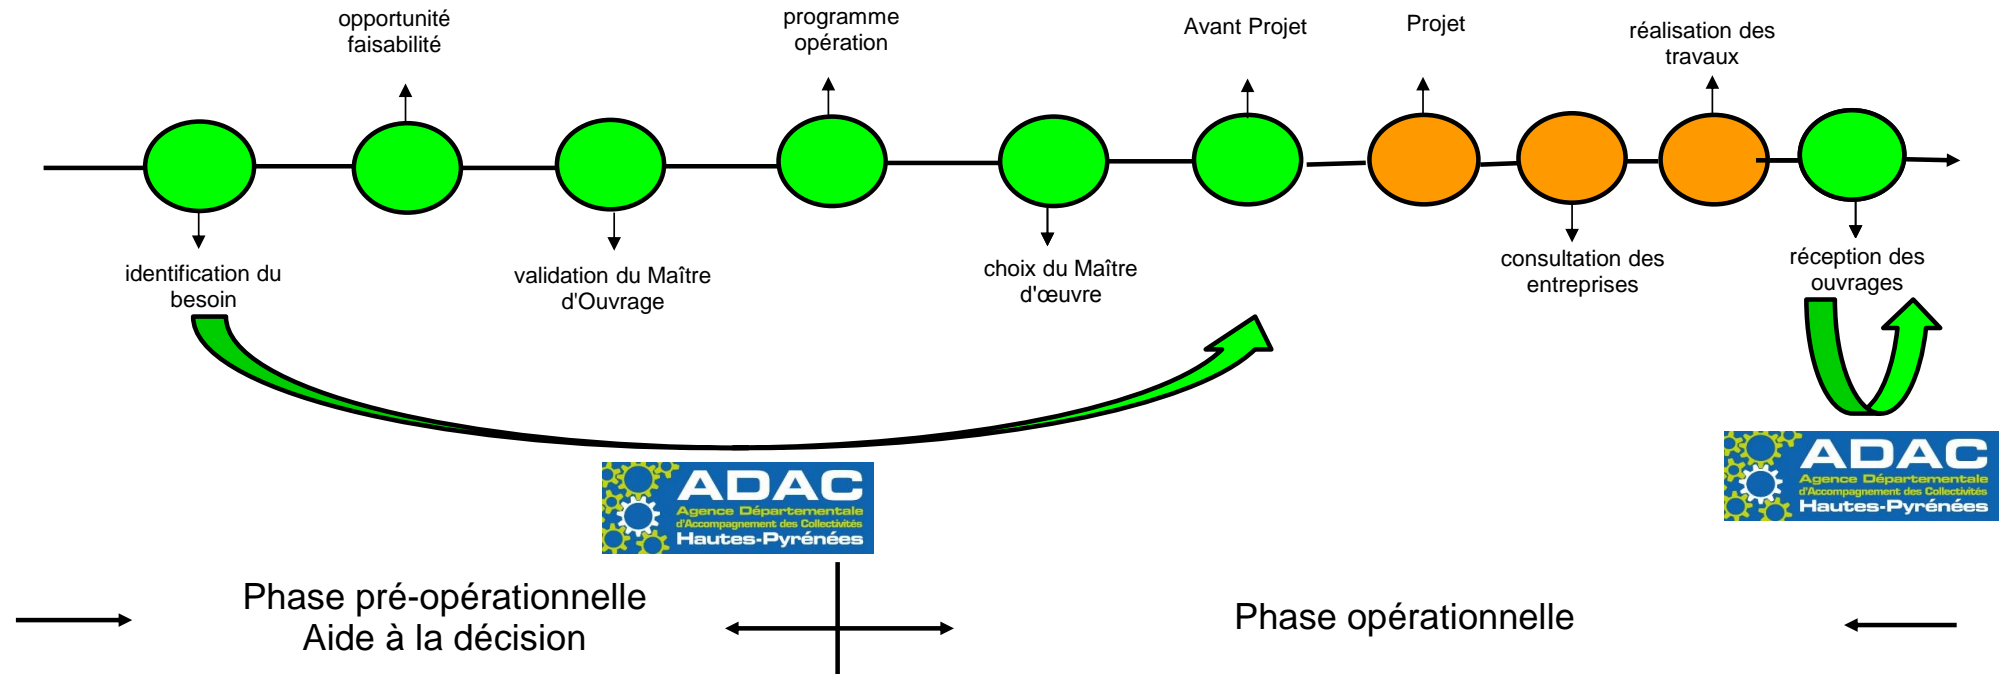 opportunité
faisabilité
programme
opération
Avant Projet
Projet
réalisation des
travaux
identification du
besoin
validation du Maître
d'Ouvrage
choix du Maître
d'œuvre
consultation des
entreprises
réception des
ouvrages
ADAC
Agence Départementale
d'Accompagnement des Collectivités
Hautes-Pyrénées
ADAC
Agence Départementale
d'Accompagnement des Collectivités
Hautes-Pyrénées
Phase pré-opérationnelle
Aide à la décision
Phase opérationnelle